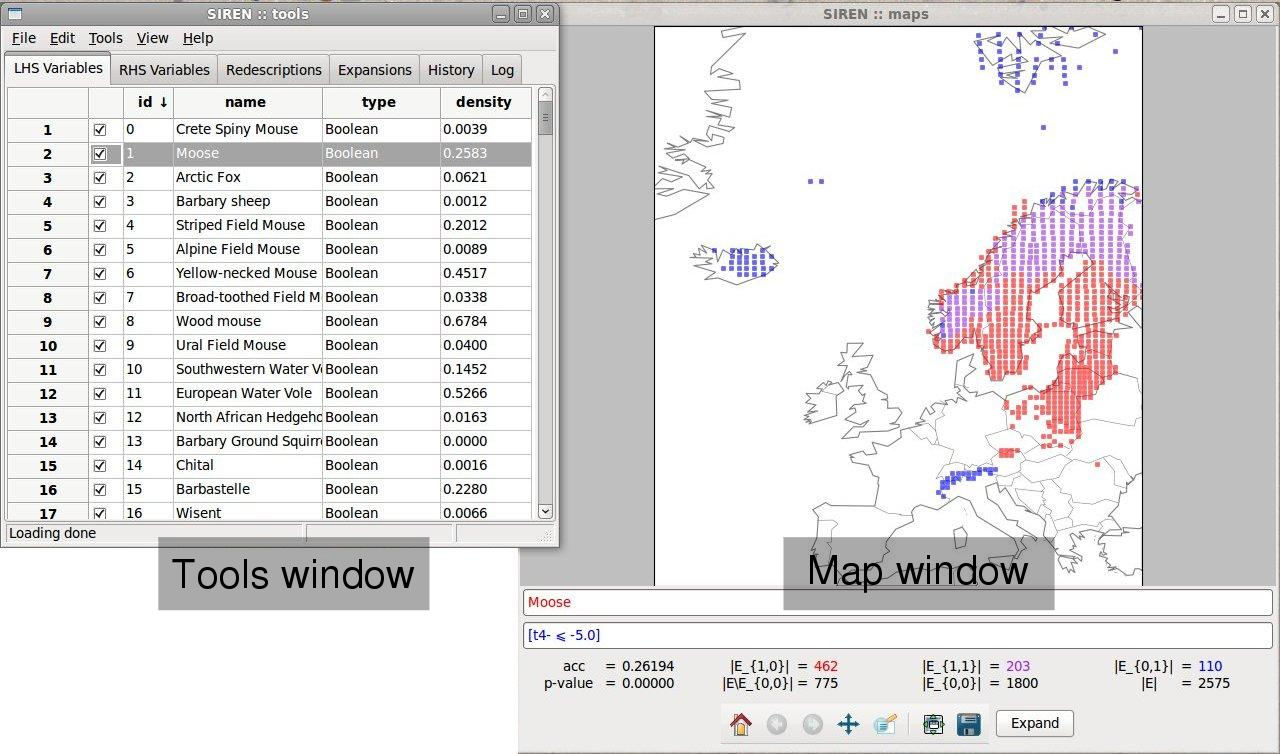 SIREN :: tools
SIREN :: maps
File Edit Tools View Help
LHS Variables RHS Variables Redescriptions Expansions History Log
id ↓ name type density
1 0 Crete Spiny Mouse Boolean 0.0039
2 1 Moose Boolean 0.2583
3 2 Arctic Fox Boolean 0.0621
4 3 Barbary sheep Boolean 0.0012
5 4 Striped Field Mouse Boolean 0.2012
6 5 Alpine Field Mouse Boolean 0.0089
7 6 Yellow-necked Mouse Boolean 0.4517
8 7 Broad-toothed Field M Boolean 0.0338
9 8 Wood mouse Boolean 0.6784
10 9 Ural Field Mouse Boolean 0.0400
11 10 Southwestern Water V Boolean 0.1452
12 11 European Water Vole Boolean 0.5266
13 12 North African Hedgeho Boolean 0.0163
14 13 Barbary Ground Squirr Boolean 0.0000
15 14 Chital Boolean 0.0016
16 15 Barbastelle Boolean 0.2280
17 16 Wisent Boolean 0.0066
Loading done
Tools window
Map window
Moose
[t4- ⩽ -5.0]
acc = 0.26194 |E_{1,0}| = 462 |E_{1,1}| = 203 |E_{0,1}| = 110
p-value = 0.00000 |E\E_{0,0}| = 775 |E_{0,0}| = 1800 |E| = 2575
Expand